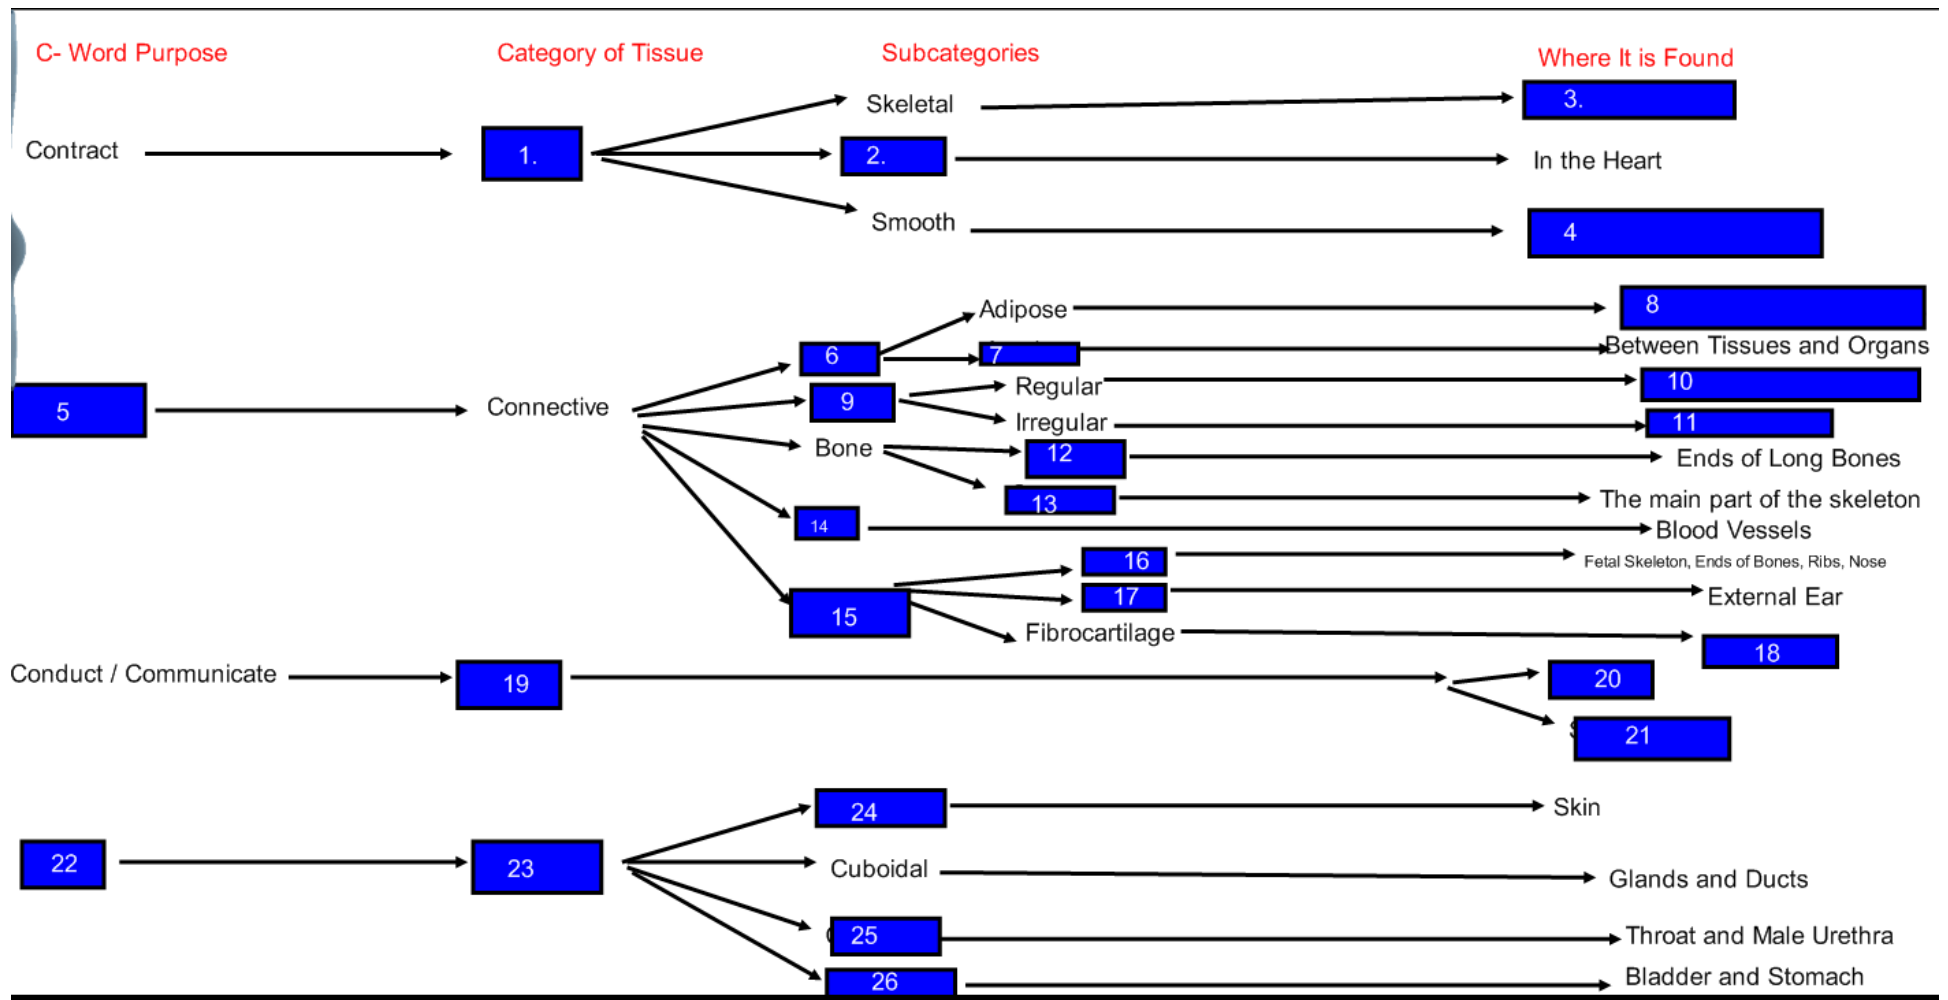 C- Word Purpose Category of Tissue Subcategories Where It is Found
Skeletal 3.
Contract 1. 2. In the Heart
Smooth 4
Adipose 8
6 7 Between Tissues and Organs
Regular 10
5 Connective 9
Irregular 11
Bone 12 Ends of Long Bones
13 The main part of the skeleton
14 Blood Vessels
16 Fetal Skeleton, Ends of Bones, Ribs, Nose
15 17 External Ear
Fibrocartilage 18
Conduct / Communicate 19 20
21
24 Skin
22 23 Cuboidal Glands and Ducts
25 Throat and Male Urethra
26 Bladder and Stomach